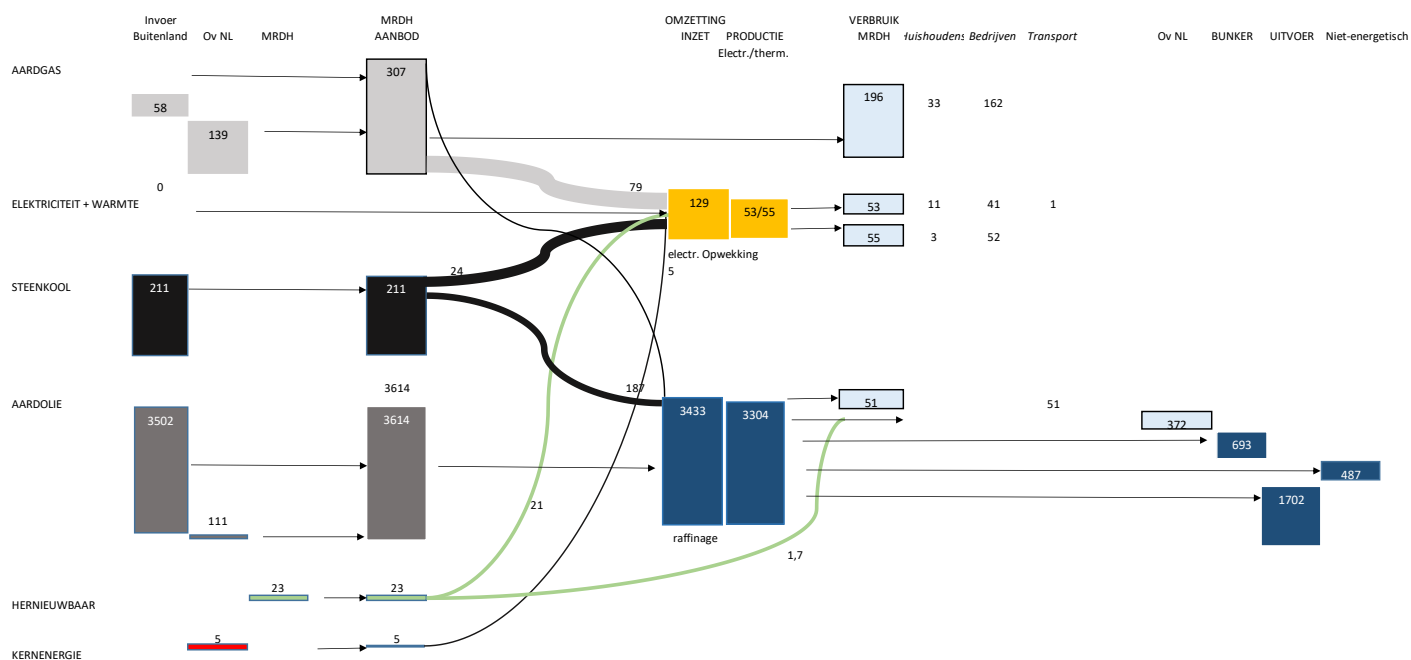 Invoer MRDH OMZETTING VERBRUIK
Buitenland Ov NL MRDH AANBOD INZET PRODUCTIE MRDH Huishoudens Bedrijven Transport Ov NL BUNKER UITVOER Niet-energetisch
Electr./therm.
AARDGAS 307
58 196 33 162
139
0 79
ELEKTRICITEIT + WARMTE 129 53/55 53 11 41 1
55 3 52
electr. Opwekking
24 5
STEENKOOL 211 211
3614 187
AARDOLIE 51 51
3502 3614 3433 3304 372
693
487
21 1702
111
raffinage
1,7
23 23
HERNIEUWBAAR
5 5
KERNENERGIE